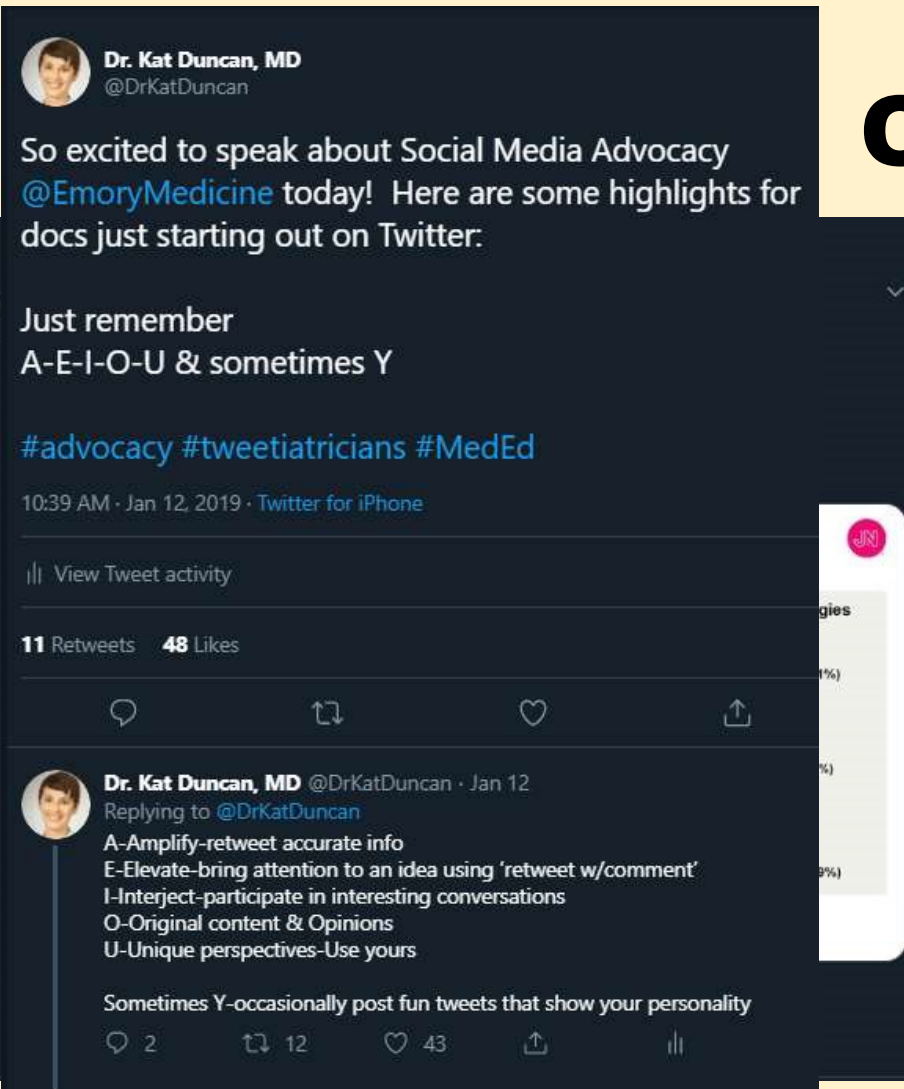 Dr. Kat Duncan, MD
@DrKatDuncan
So excited to speak about Social Media Advocacy
@EmoryMedicine today! Here are some highlights for
docs just starting out on Twitter:
Just remember
A-E-I-O-U & sometimes Y
#advocacy #tweetiatricians #MedEd
10:39 AM · Jan 12, 2019 · Twitter for iPhone
View Tweet activity
11 Retweets 48 Likes
Dr. Kat Duncan, MD @DrKatDuncan · Jan 12
Replying to @DrKatDuncan
A-Amplify-retweet accurate info
E-Elevate-bring attention to an idea using ‘retweet w/comment’
I-Interject-participate in interesting conversations
O-Original content & Opinions
U-Unique perspectives-Use yours
Sometimes Y-occasionally post fun tweets that show your personality
2 12 43
JN
gies
%)